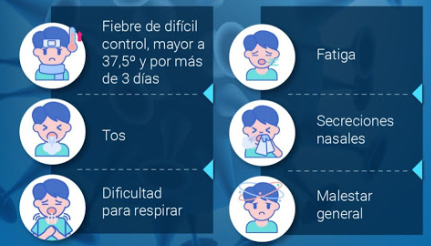 Fiebre de difícil
control, mayor a
37,5º y por más
de 3 días
Tos
Dificultad
para respirar
Fatiga
Secreciones
nasales
Malestar
general